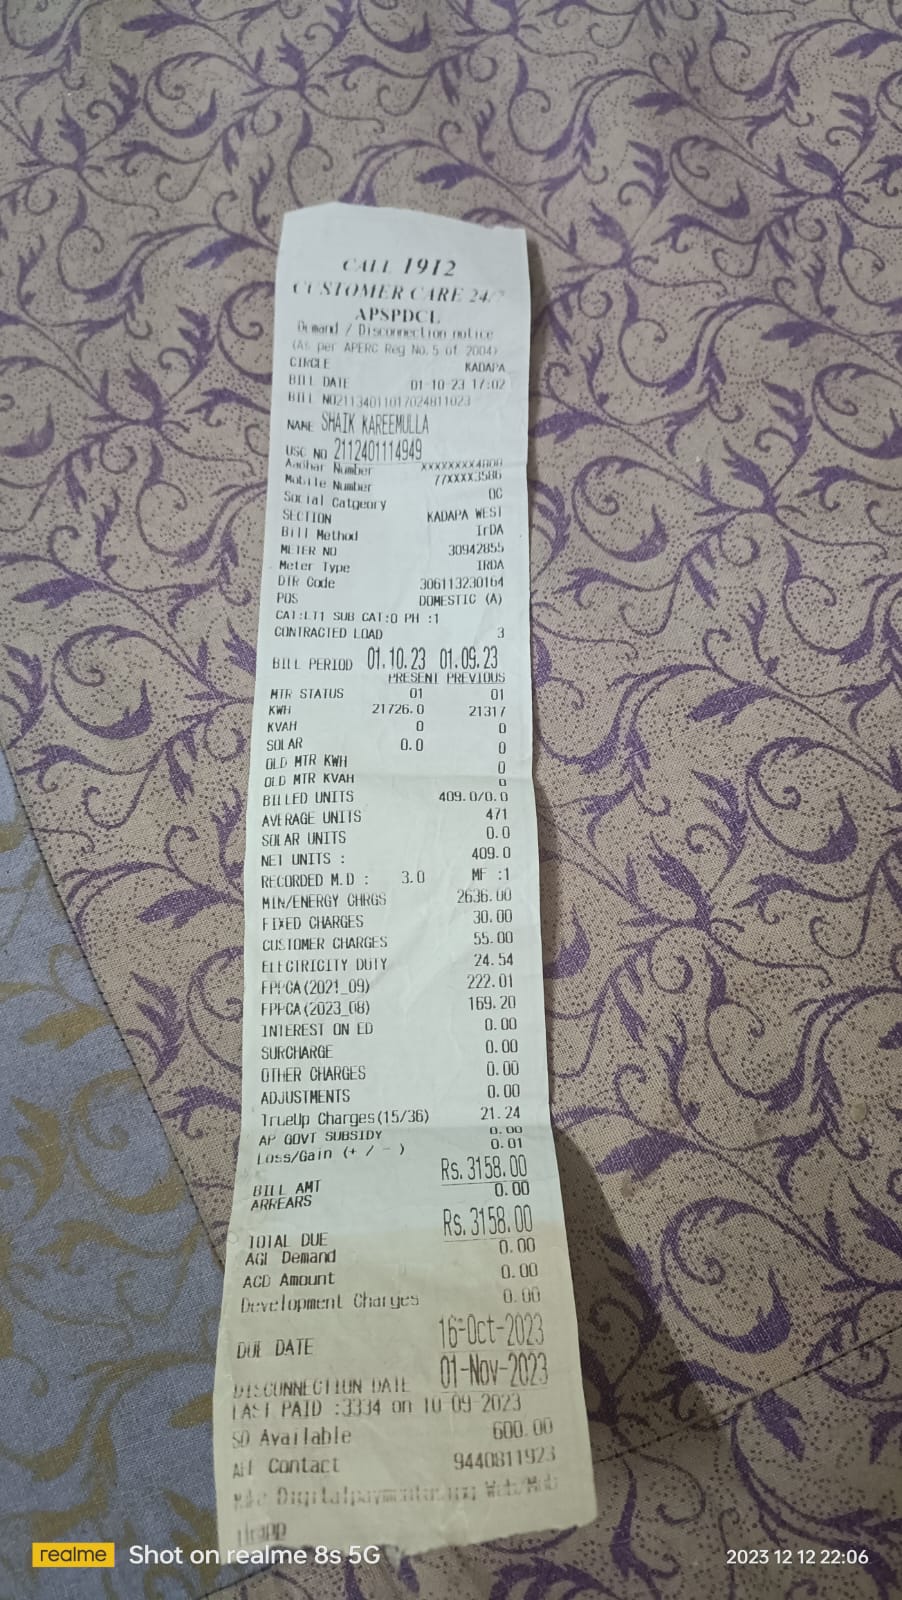 CALL 1912
CUSTOMER CARE 24/7
APSPDCL
Demand / Disconnection notice
(As per APERC Reg No.5 of 2004)
CIRCLE KADAPA
BILL DATE 01-10-23 17:02
BILL NO21134011017024811023
NAME SHAIK KAREEMULLA
USC NO 2112401114949
Aadhar Number XXXXXXXX4800
Mobile Number 77XXXX3586
Social Catgeory OC
SECTION KADAPA WEST
Bill Method IrDA
METER NO 30942855
Meter Type IRDA
DTR Code 306113230164
POS DOMESTIC (A)
CAT:LT1 SUB CAT:0 PH :1
CONTRACTED LOAD 3
BILL PERIOD 01.10.23 01.09.23
PRESENT PREVIOUS
MTR STATUS 01 01
KWH 21726.0 21317
KVAH 0 0
SOLAR 0.0 0
OLD MTR KWH 0
OLD MTR KVAH 0
BILLED UNITS 409.0/0.0
AVERAGE UNITS 471
SOLAR UNITS 0.0
NET UNITS : 409.0
RECORDED M.D : 3.0 MF :1
MIN/ENERGY CHRGS 2636.00
FIXED CHARGES 30.00
CUSTOMER CHARGES 55.00
ELECTRICITY DUTY 24.54
FPPCA(2021_09) 222.01
FPPCA(2023_08) 169.20
INTEREST ON ED 0.00
SURCHARGE 0.00
OTHER CHARGES 0.00
ADJUSTMENTS 0.00
TrueUp Charges(15/36) 21.24
AP GOVT SUBSIDY 0.00
Loss/Gain (+ / - ) 0.01
BILL AMT Rs.3158.00
ARREARS 0.00
TOTAL DUE Rs.3158.00
AGL Demand 0.00
ACD Amount 0.00
Development Charges 0.00
DUE DATE 16-Oct-2023
DISCONNECTION DATE 01-Nov-2023
LAST PAID :3334 on 10-09-2023
SD Available 600.00
Contact 9440811923
Digitalpayments
realme Shot on realme 8s 5G
2023 12 12 22:06